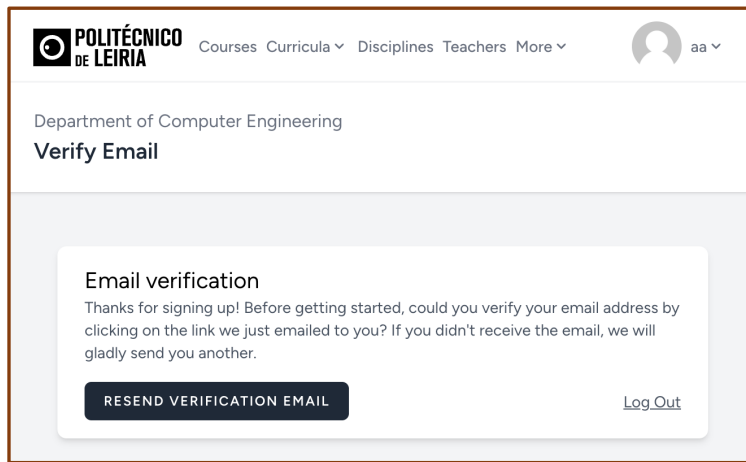 POLITÉCNICO
DE LEIRIA
Courses Curricula Disciplines Teachers More aa
Department of Computer Engineering
Verify Email
Email verification
Thanks for signing up! Before getting started, could you verify your email address by
clicking on the link we just emailed to you? If you didn't receive the email, we will
gladly send you another.
RESEND VERIFICATION EMAIL Log Out